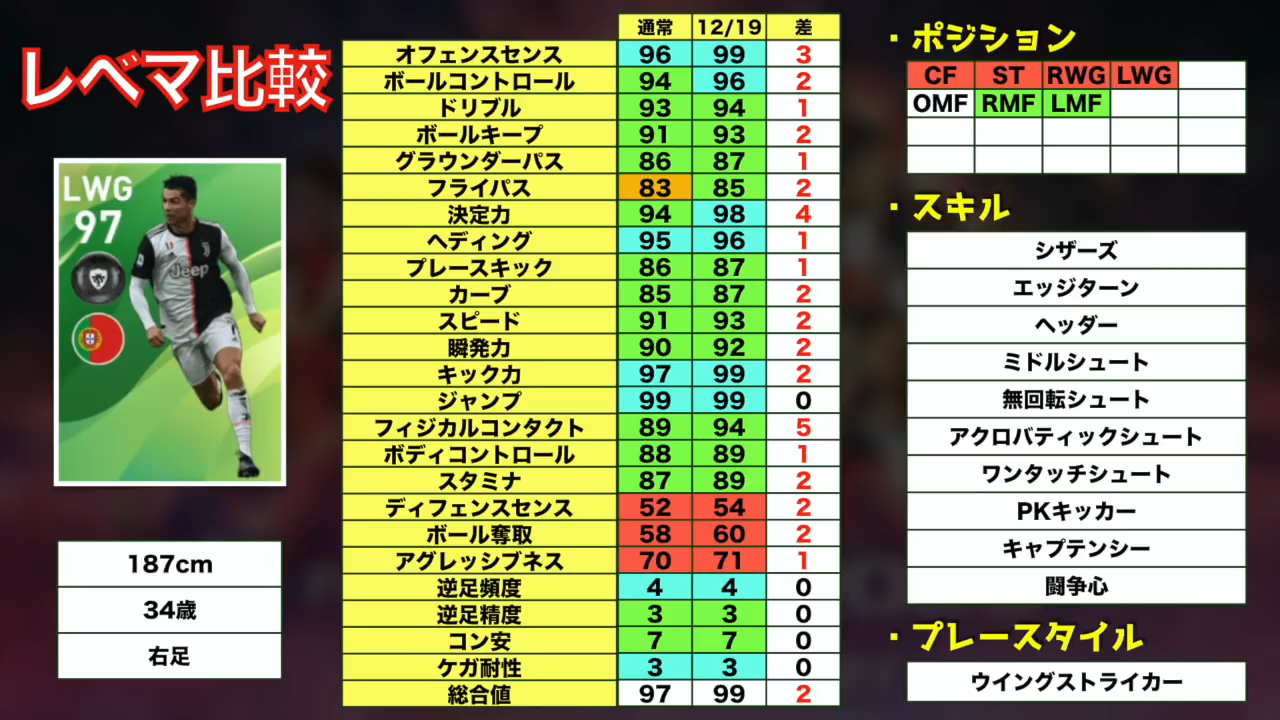 レベマ比較
LWG
97
Jeep
187cm
34歳
右足
通常 12/19 差
オフェンスセンス 96 99 3
ボールコントロール 94 96 2
ドリブル 93 94 1
ボールキープ 91 93 2
グラウンダーパス 86 87 1
フライパス 83 85 2
決定力 94 98 4
ヘディング 95 96 1
プレースキック 86 87 1
カーブ 85 87 2
スピード 91 93 2
瞬発力 90 92 2
キック力 97 99 2
ジャンプ 99 99 0
フィジカルコンタクト 89 94 5
ボディコントロール 88 89 1
スタミナ 87 89 2
ディフェンスセンス 52 54 2
ボール奪取 58 60 2
アグレッシブネス 70 71 1
逆足頻度 4 4 0
逆足精度 3 3 0
コン安 7 7 0
ケガ耐性 3 3 0
総合値 97 99 2
・ポジション
CF ST RWG LWG
OMF RMF LMF
・スキル
シザーズ
エッジターン
ヘッダー
ミドルシュート
無回転シュート
アクロバティックシュート
ワンタッチシュート
PKキッカー
キャプテンシー
闘争心
・プレースタイル
ウイングストライカー